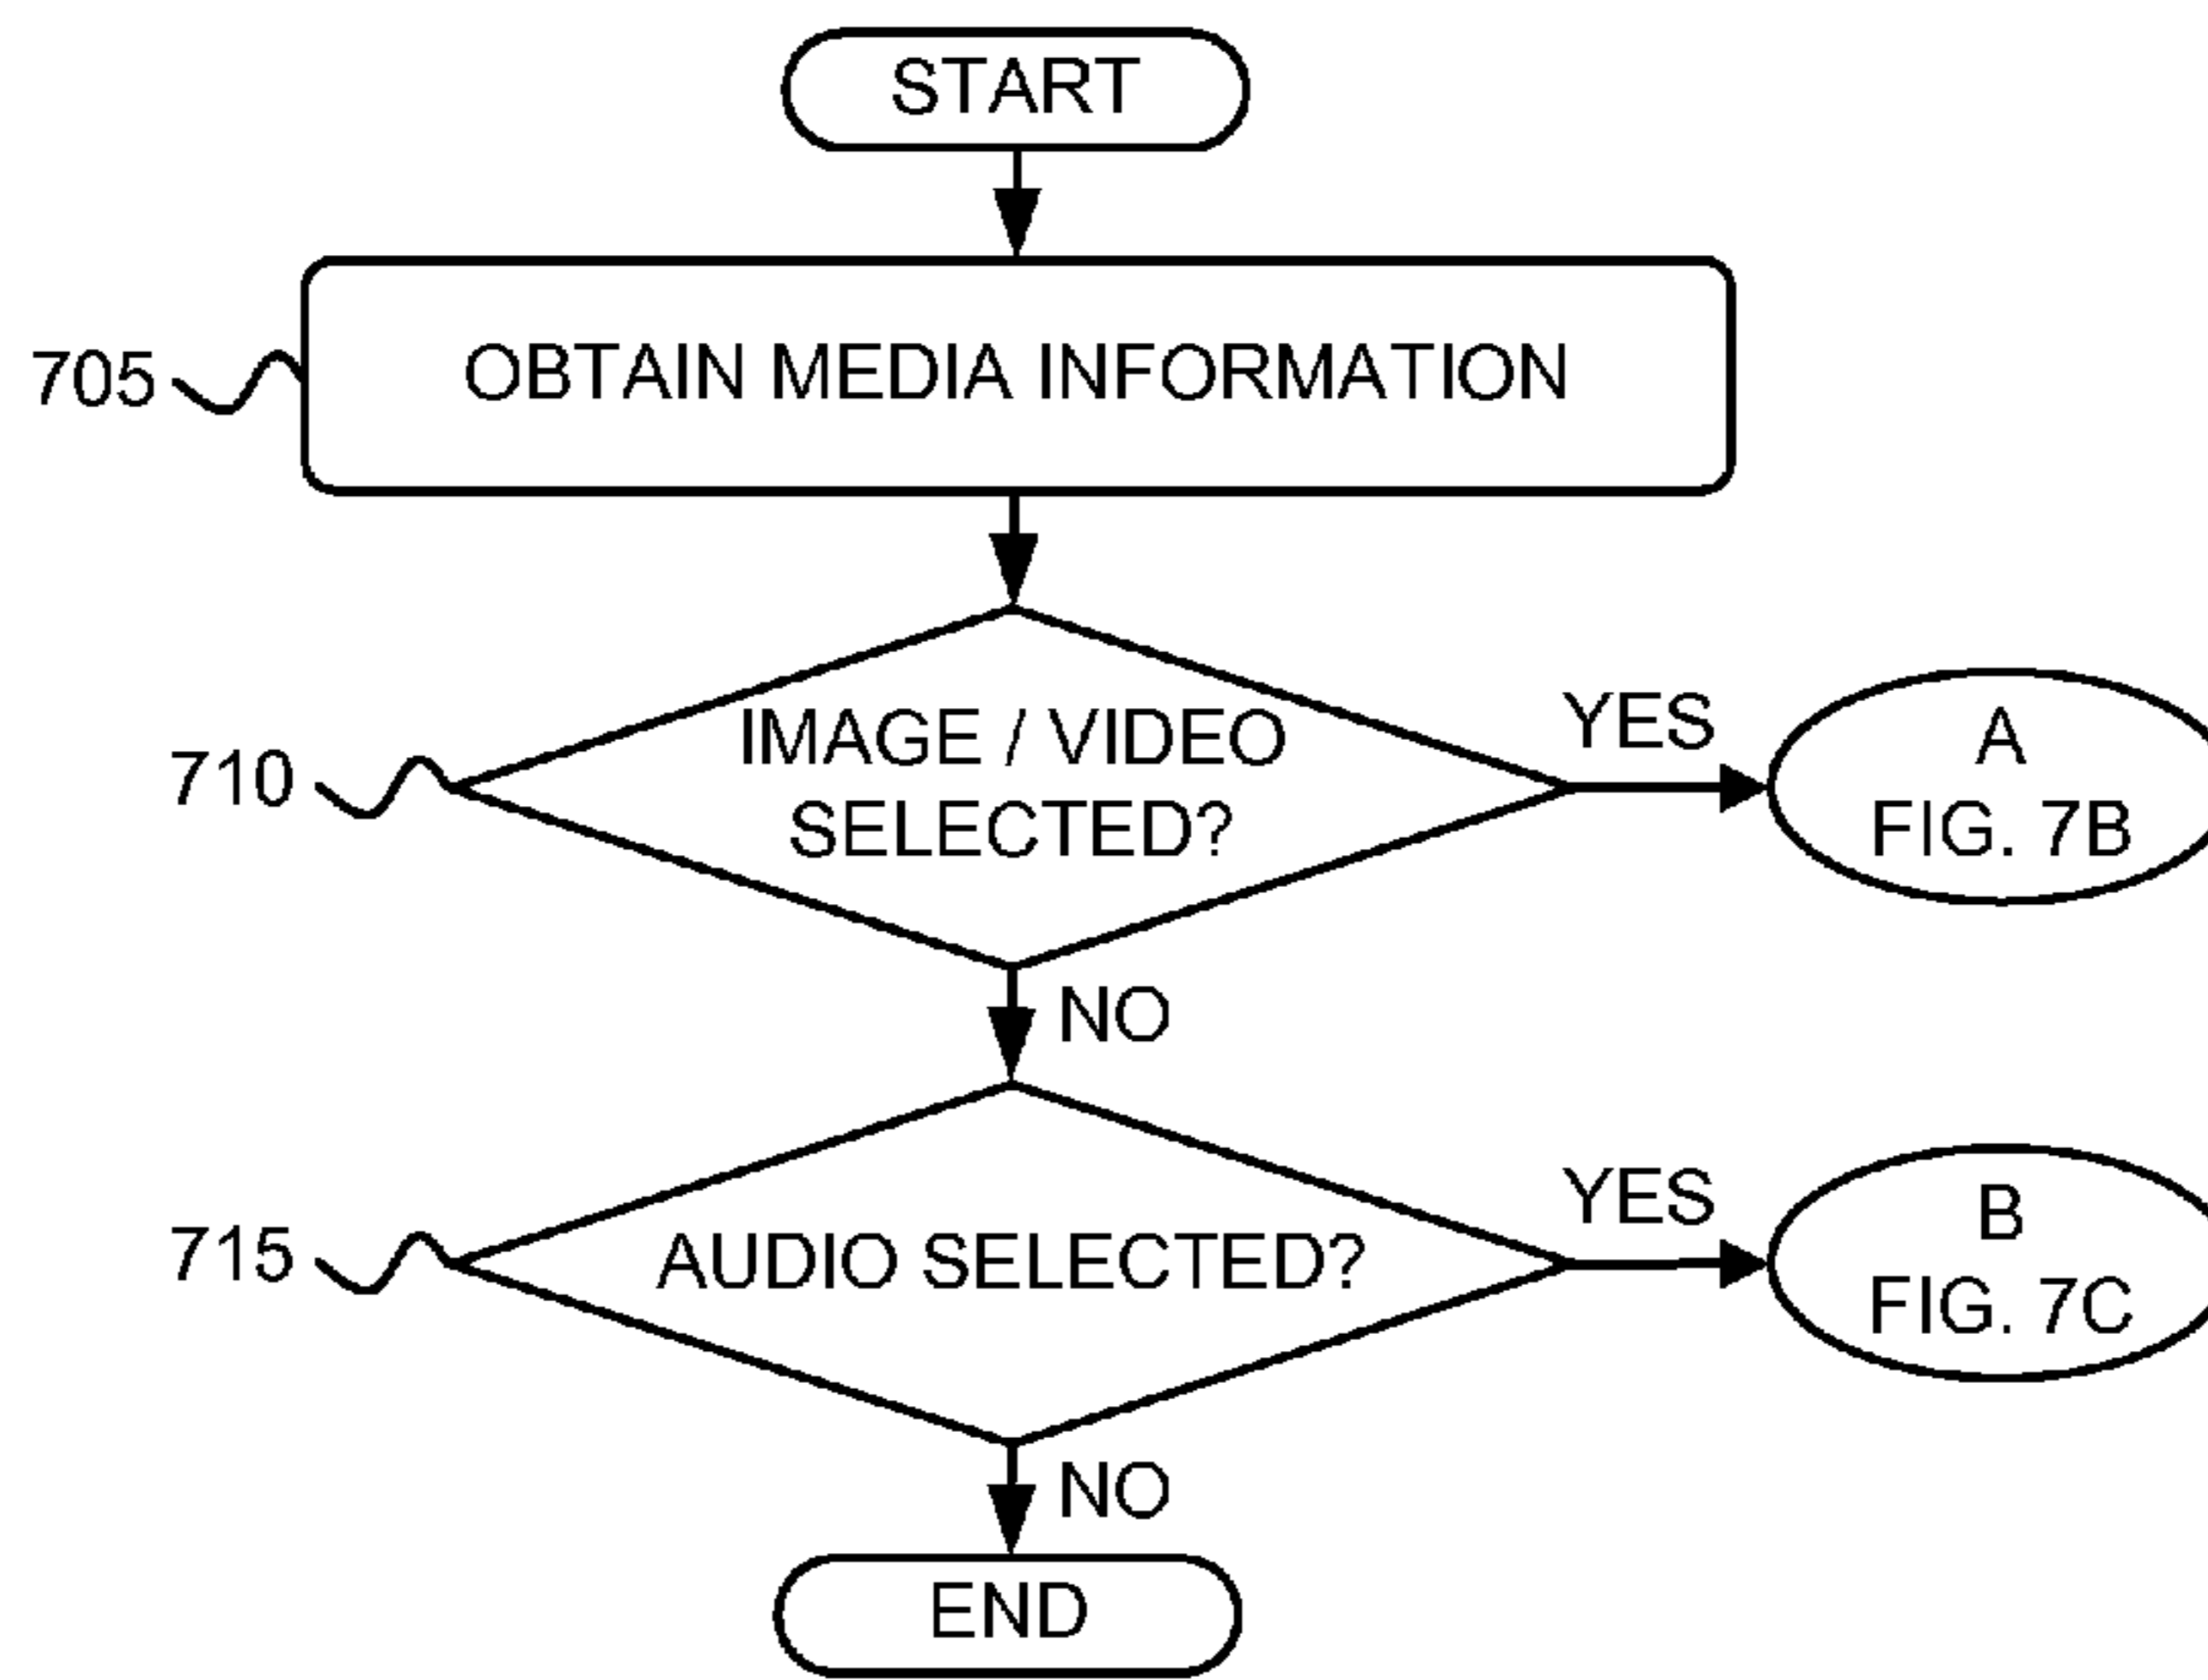 START
705
OBTAIN MEDIA INFORMATION
710
IMAGE / VIDEO
SELECTED?
YES
A
FIG. 7B
NO
715
AUDIO SELECTED?
YES
B
FIG. 7C
NO
END